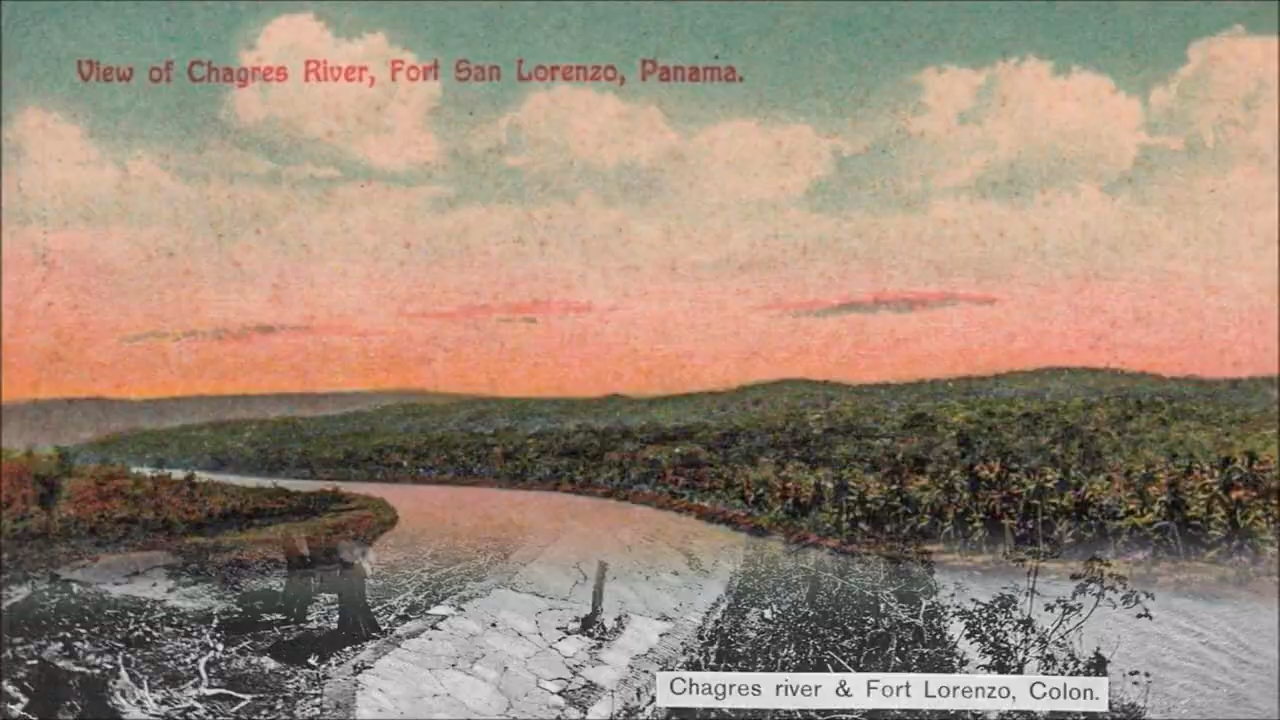 View of Chagres River, Fort San Lorenzo, Panama.
Chagres river & Fort Lorenzo, Colon.